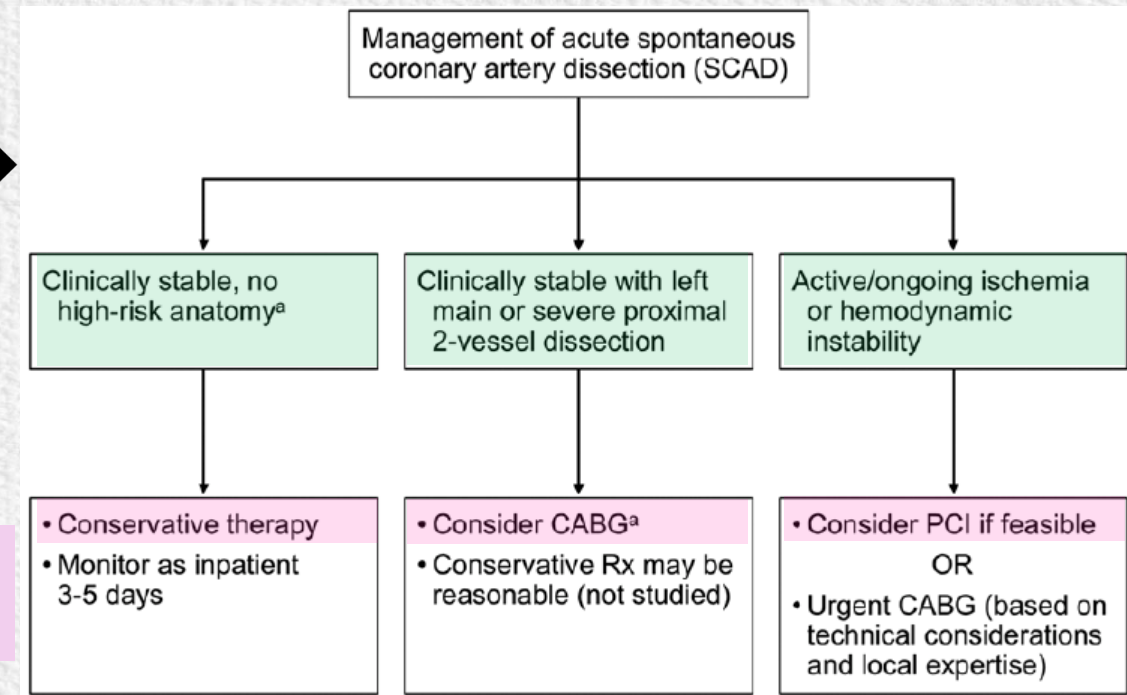 Management of acute spontaneous
coronary artery dissection (SCAD)
Clinically stable, no
high-risk anatomyᵃ
Clinically stable with left
main or severe proximal
2-vessel dissection
Active/ongoing ischemia
or hemodynamic
instability
• Conservative therapy
• Monitor as inpatient
3-5 days
• Consider CABGᵃ
• Conservative Rx may be
reasonable (not studied)
• Consider PCI if feasible
OR
• Urgent CABG (based on
technical considerations
and local expertise)